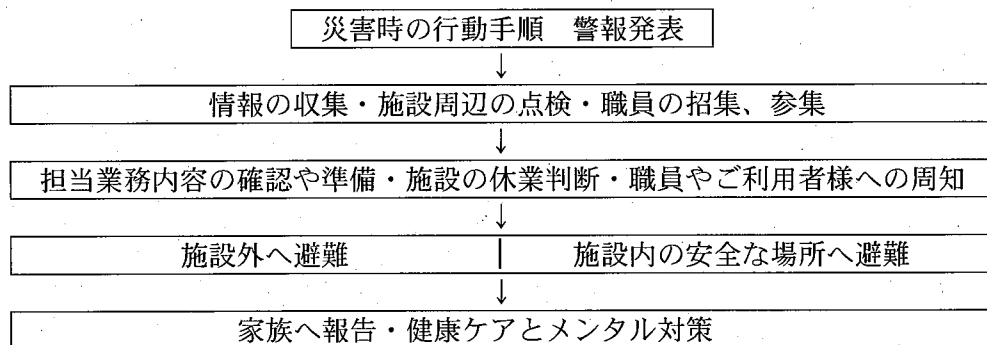 災害時の行動手順　警報発表
↓
情報の収集・施設周辺の点検・職員の招集、参集
↓
担当業務内容の確認や準備・施設の休業判断・職員やご利用者様への周知
↓
施設外へ避難 | 施設内の安全な場所へ避難
↓
家族へ報告・健康ケアとメンタル対策